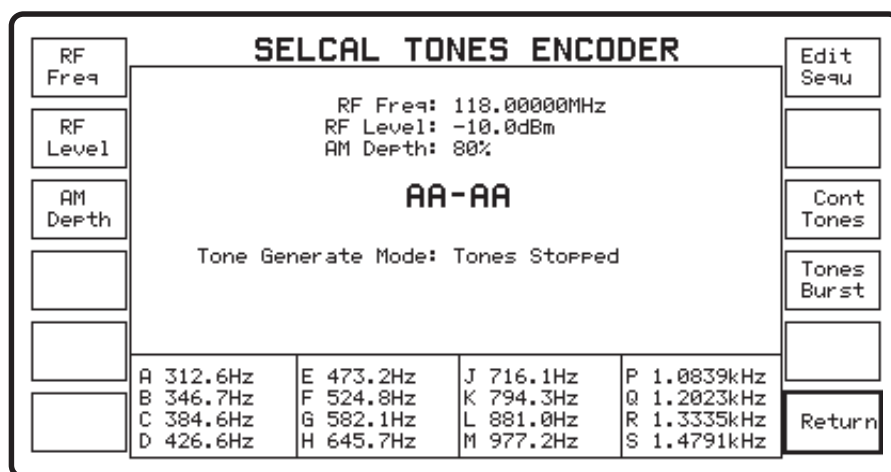 SELCAL TONES ENCODER
RF
Freq
RF
Level
AM
Depth
RF Freq: 118.00000MHz
RF Level: -10.0dBm
AM Depth: 80%
AA-AA
Tone Generate Mode: Tones Stopped
A 312.6Hz
B 346.7Hz
C 384.6Hz
D 426.6Hz
E 473.2Hz
F 524.8Hz
G 582.1Hz
H 645.7Hz
J 716.1Hz
K 794.3Hz
L 881.0Hz
M 977.2Hz
P 1.0839kHz
Q 1.2023kHz
R 1.3335kHz
S 1.4791kHz
Edit
Sequ
Cont
Tones
Tones
Burst
Return